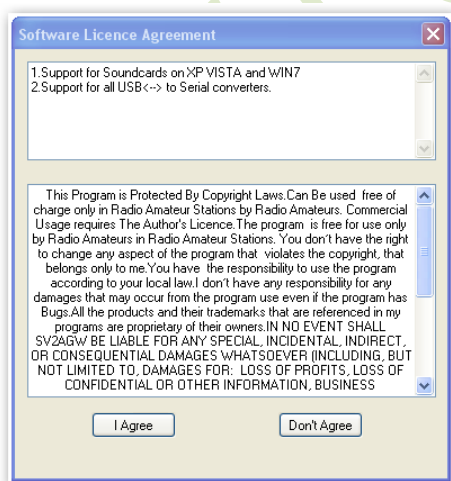 Software Licence Agreement
1.Support for Soundcards on XP VISTA and WIN7
2.Support for all USB<--> to Serial converters.
This Program is Protected By Copyright Laws.Can Be used  free of
charge only in Radio Amateur Stations by Radio Amateurs. Commercial
Usage requires The Author's Licence.The program  is free for use only
by Radio Amateurs in Radio Amateur Stations. You don't have the right
to change any aspect of the program that  violates the copyright, that
belongs only to me.You have  the responsibility to use the program
according to your local law.I don't have any responsibility for any
damages that may occur from the program use even if the program has
Bugs.All the products and their trademarks that are referenced in my
programs are proprietary of their owners.IN NO EVENT SHALL
SV2AGW BE LIABLE FOR ANY SPECIAL, INCIDENTAL, INDIRECT,
OR CONSEQUENTIAL DAMAGES WHATSOEVER (INCLUDING, BUT
NOT LIMITED TO, DAMAGES FOR:  LOSS OF PROFITS, LOSS OF
CONFIDENTIAL OR OTHER INFORMATION, BUSINESS
I Agree
Don't Agree